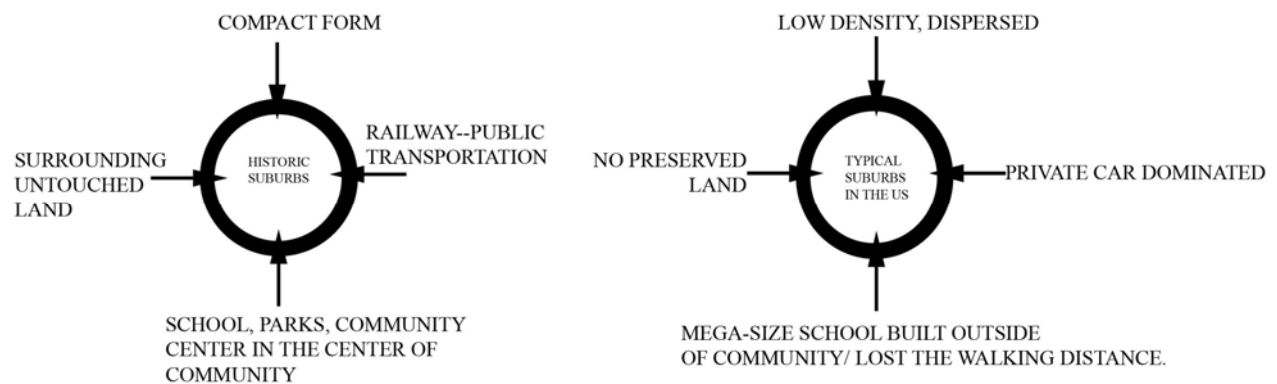 COMPACT FORM
SURROUNDING
UNTOUCHED
LAND
HISTORIC
SUBURBS
RAILWAY--PUBLIC
TRANSPORTATION
SCHOOL, PARKS, COMMUNITY
CENTER IN THE CENTER OF
COMMUNITY
LOW DENSITY, DISPERSED
NO PRESERVED
LAND
TYPICAL
SUBURBS
IN THE US
PRIVATE CAR DOMINATED
MEGA-SIZE SCHOOL BUILT OUTSIDE
OF COMMUNITY/ LOST THE WALKING DISTANCE.